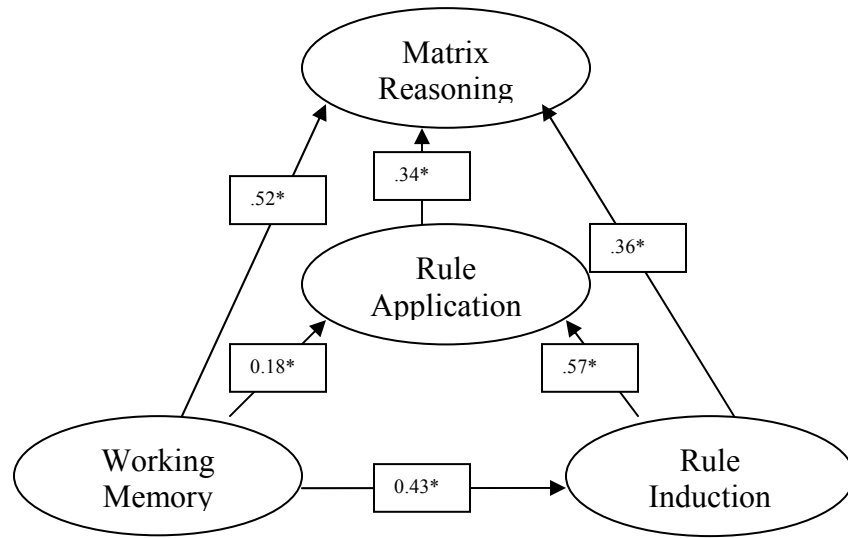 Matrix
Reasoning
.52*
.34*
.36*
Rule
Application
0.18*
.57*
Working
Memory
0.43*
Rule
Induction